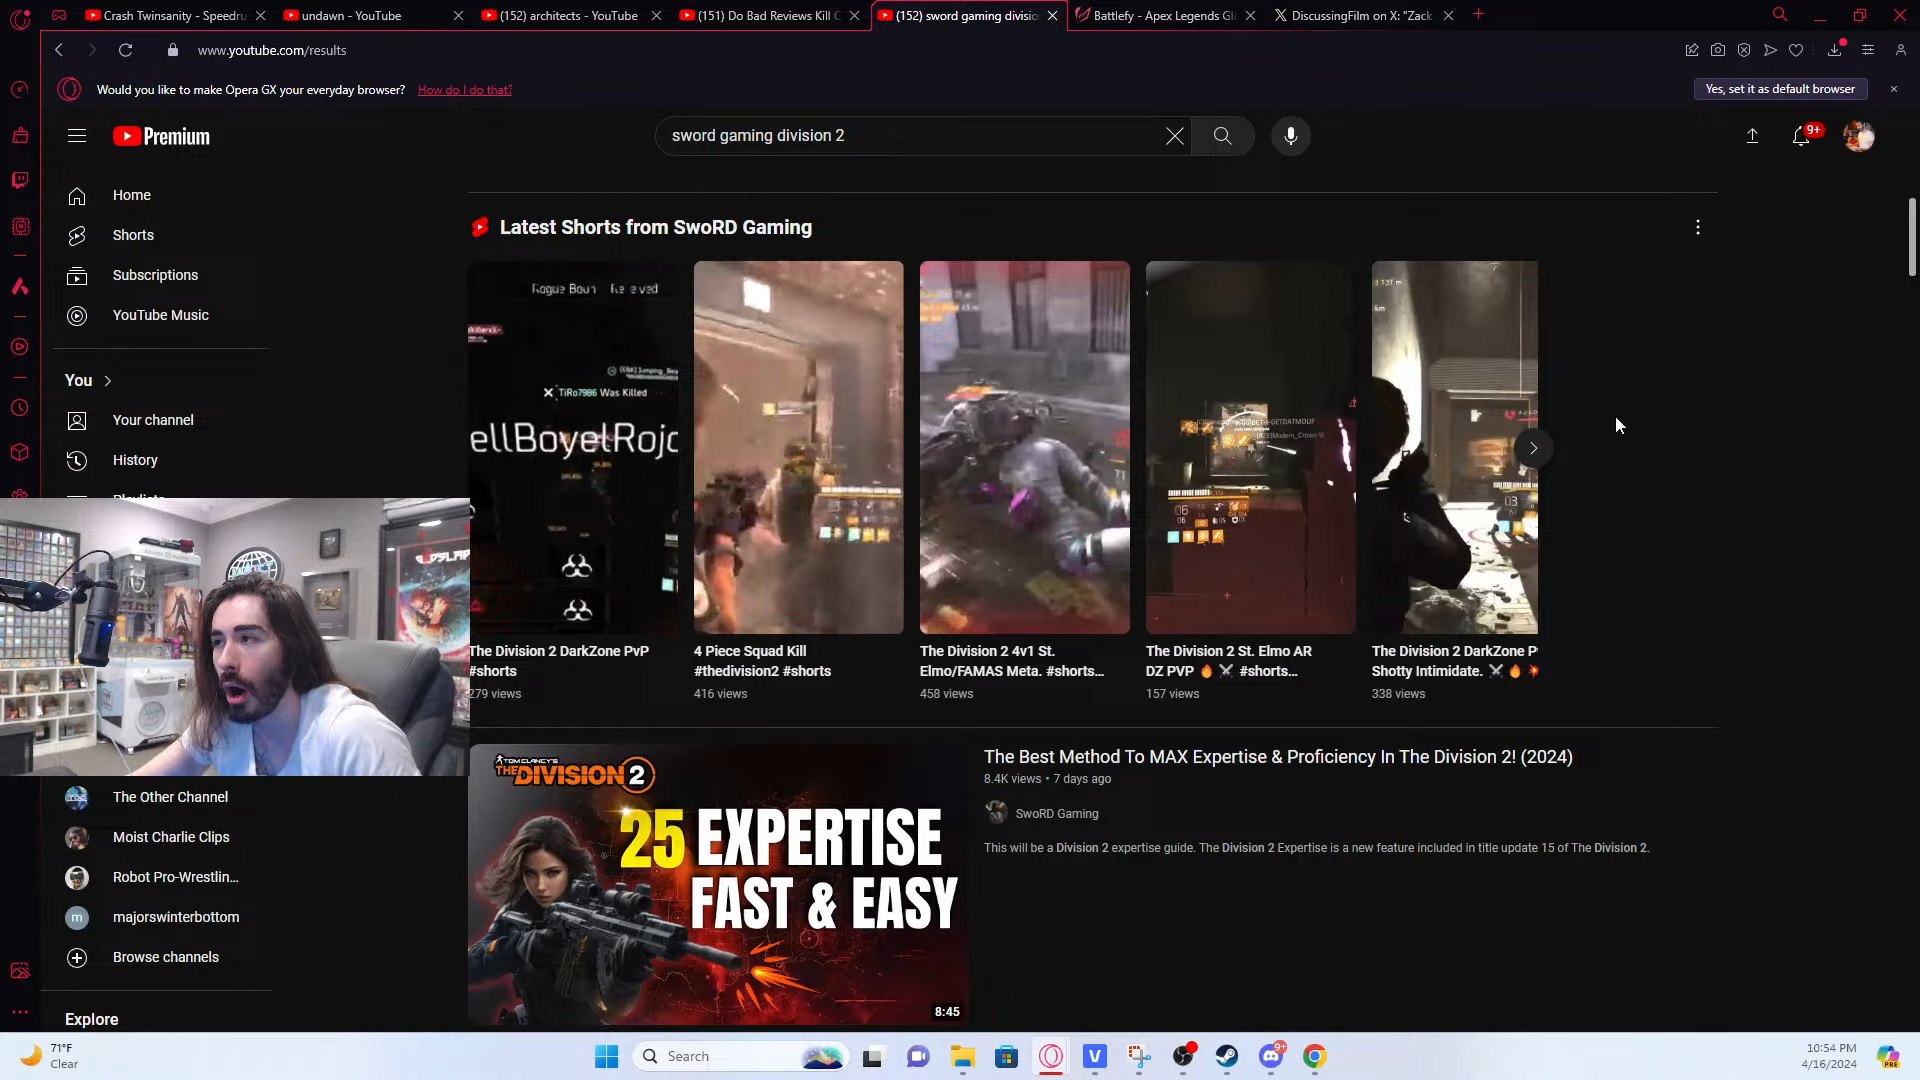 Crash Twinsanity - Speedru
undawn - YouTube
(152) architects - YouTube
(151) Do Bad Reviews Kill C
(152) sword gaming divisio
Battlefy - Apex Legends Gl
DiscussingFilm on X: "Zack
www.youtube.com/results
Would you like to make Opera GX your everyday browser? How do I do that?
Yes, set it as default browser
Premium
sword gaming division 2
9+
Home
Shorts
Subscriptions
YouTube Music
You
Your channel
History
Playlists
Latest Shorts from SwoRD Gaming
TiRo7986 Was Killed
ellBoyelRojo
The Division 2 DarkZone PvP
#shorts
279 views
4 Piece Squad Kill
#thedivision2 #shorts
416 views
The Division 2 4v1 St.
Elmo/FAMAS Meta. #shorts...
458 views
The Division 2 St. Elmo AR
DZ PVP 🔥 ⚔️ #shorts...
157 views
The Division 2 DarkZone P
Shotty Intimidate. ⚔️ 🔥 💥
338 views
TOM CLANCY'S
THE DIVISION 2
25 EXPERTISE
FAST & EASY
8:45
The Best Method To MAX Expertise & Proficiency In The Division 2! (2024)
8.4K views • 7 days ago
SwoRD Gaming
This will be a Division 2 expertise guide. The Division 2 Expertise is a new feature included in title update 15 of The Division 2.
The Other Channel
Moist Charlie Clips
Robot Pro-Wrestlin...
m
majorswinterbottom
Browse channels
Explore
71°F
Clear
Search
9+
10:54 PM
4/16/2024
PRE